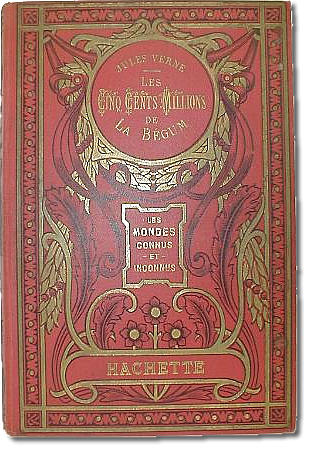 JULES VERNE
LES
CINQ CENTS MILLIONS
DE
LA BÉGUM
LES
MONDES
CONNUS
-ET-
INCONNUS
HACHETTE